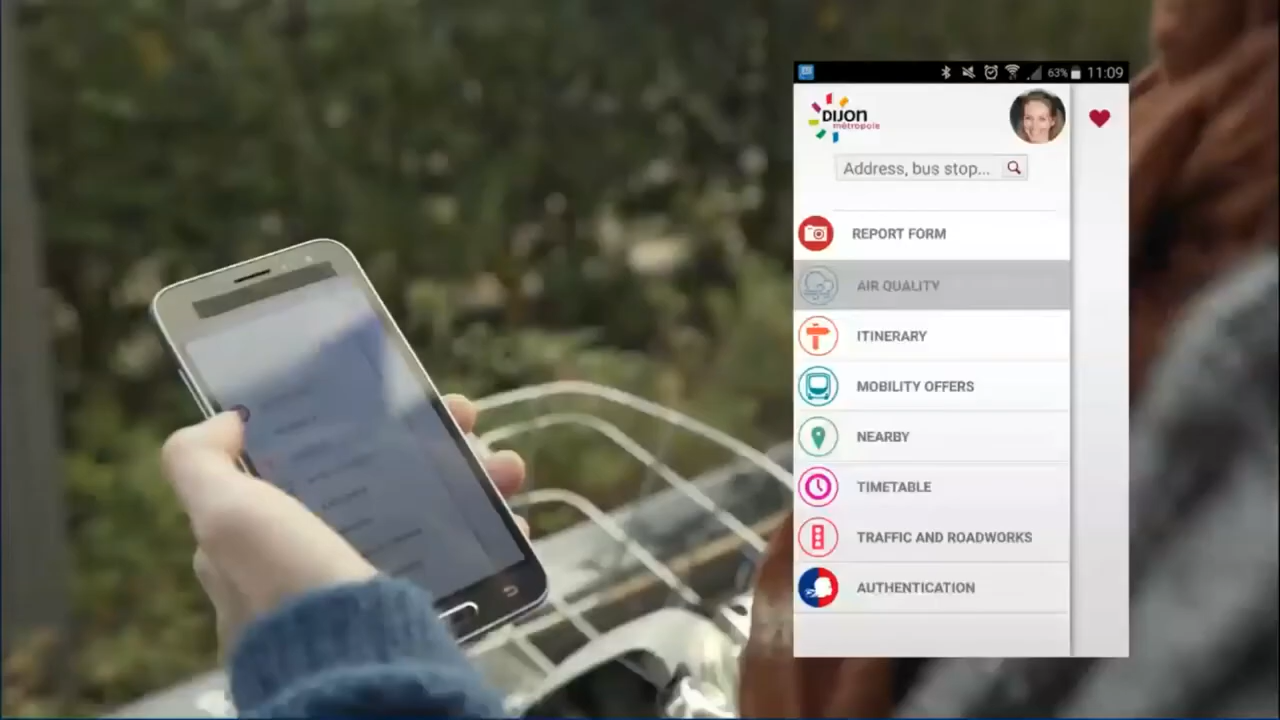 63% 11:09
DIJON
métropole
Address, bus stop...
REPORT FORM
AIR QUALITY
ITINERARY
MOBILITY OFFERS
NEARBY
TIMETABLE
TRAFFIC AND ROADWORKS
AUTHENTICATION